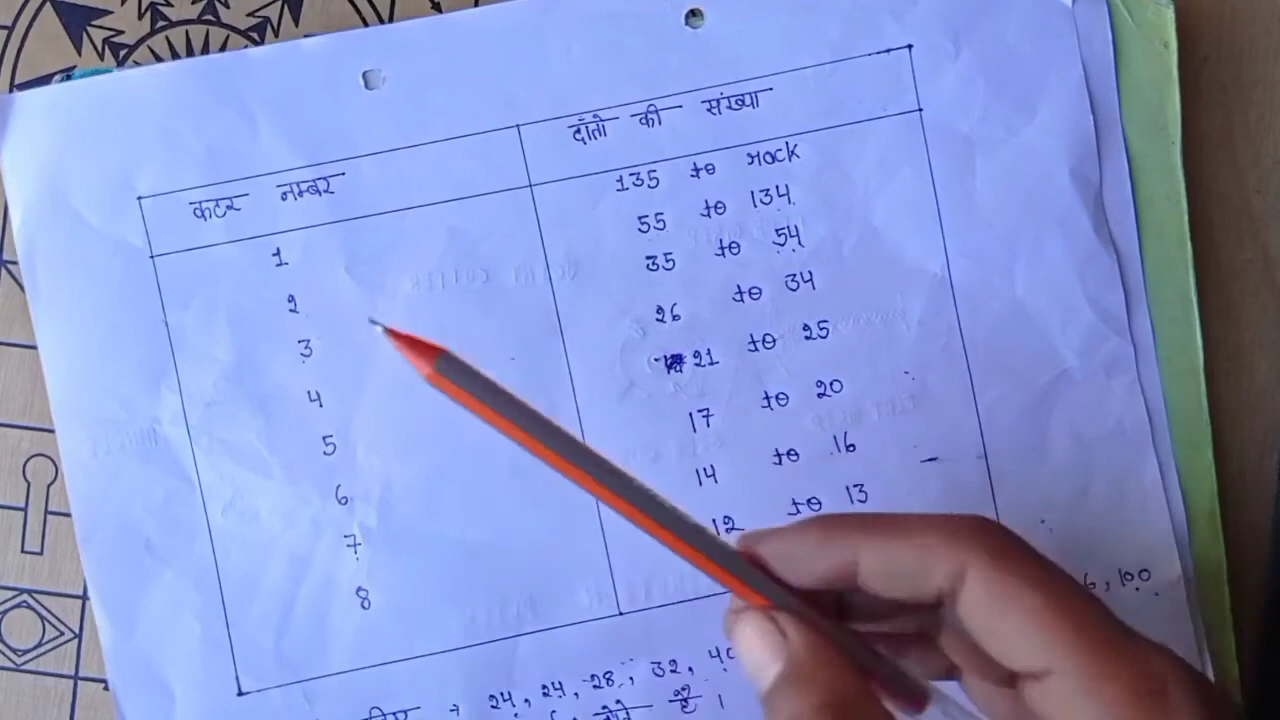 कटर नम्बर दाँतो की संख्या
1 135 to rock
2 55 to 134
3 35 to 54
4 26 to 34
5 21 to 25
6 17 to 20
7 14 to 16
8 12 to 13
6, 100
→ 24, 24, 28, 32, 40
होते है।